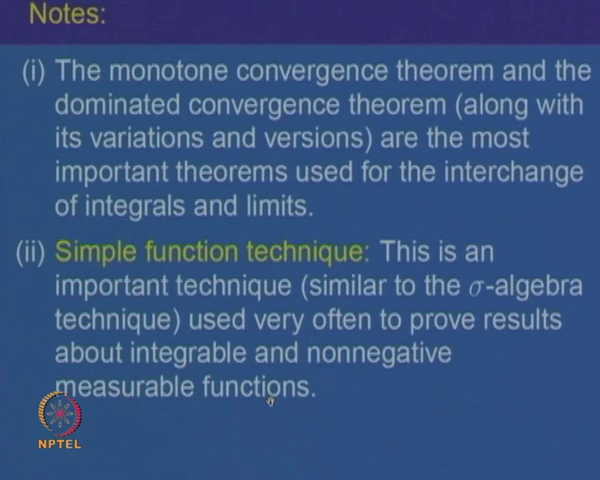 Notes:
(i) The monotone convergence theorem and the
dominated convergence theorem (along with
its variations and versions) are the most
important theorems used for the interchange
of integrals and limits.
(ii) Simple function technique: This is an
important technique (similar to the σ-algebra
technique) used very often to prove results
about integrable and nonnegative
measurable functions.
NPTEL